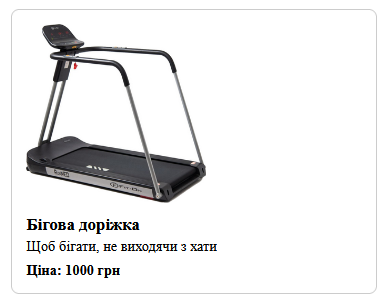 Бігова доріжка
Щоб бігати, не виходячи з хати
Ціна: 1000 грн